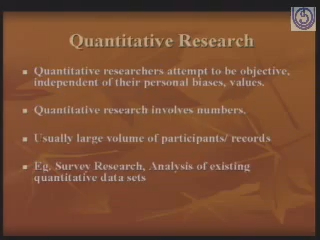 Quantitative Research
Quantitative researchers attempt to be objective,
independent of their personal biases, values.
Quantitative research involves numbers.
Usually large volume of participants/ records
Eg. Survey Research, Analysis of existing
quantitative data sets